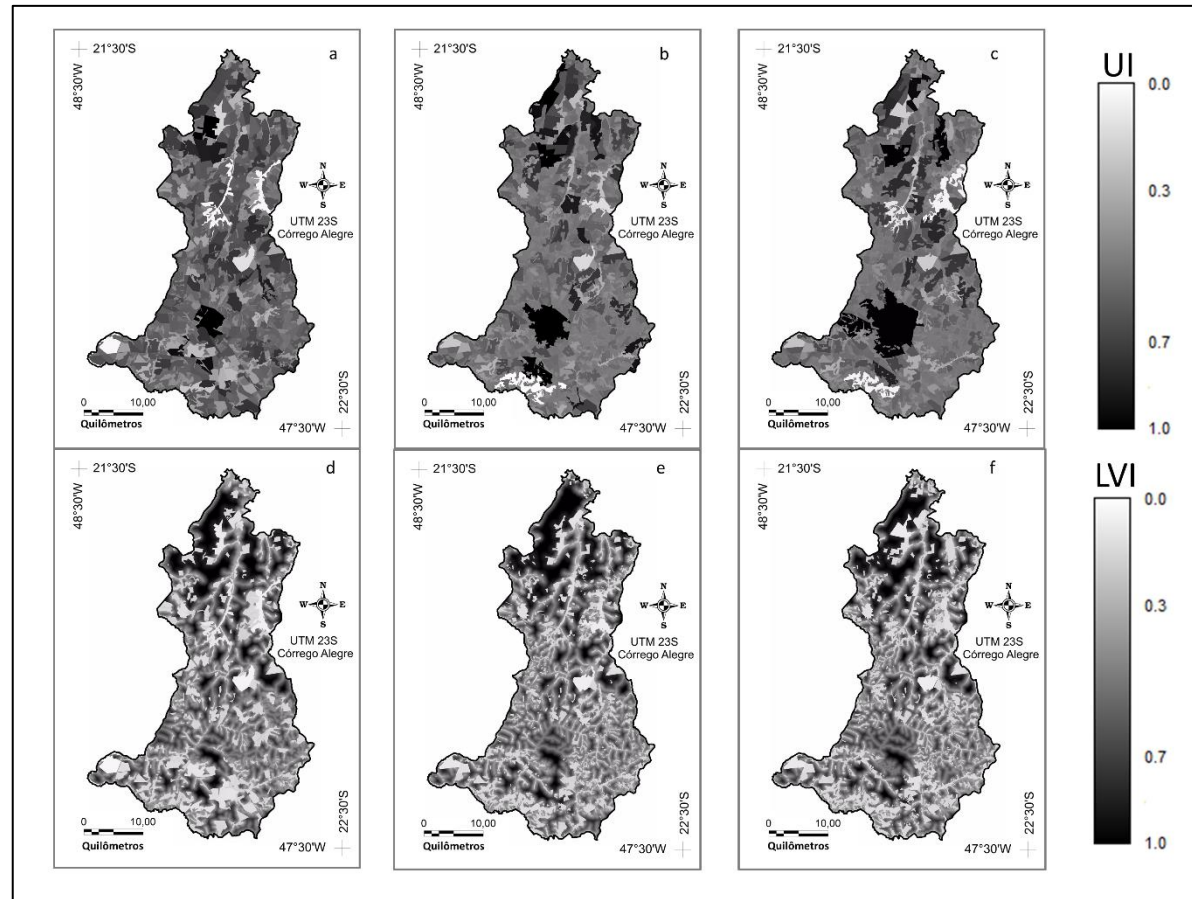 21°30'S
a
48°30'W
N
W E
S
UTM 23S
Córrego Alegre
0 10,00
Quilômetros
22°30'S
47°30'W
21°30'S
b
48°30'W
N
W E
S
UTM 23S
Córrego Alegre
0 10,00
Quilômetros
22°30'S
47°30'W
21°30'S
c
48°30'W
N
W E
S
UTM 23S
Córrego Alegre
0 10,00
Quilômetros
22°30'S
47°30'W
UI
0.0
0.3
0.7
1.0
21°30'S
d
48°30'W
N
W E
S
UTM 23S
Córrego Alegre
0 10,00
Quilômetros
22°30'S
47°30'W
21°30'S
e
48°30'W
N
W E
S
UTM 23S
Córrego Alegre
0 10,00
Quilômetros
22°30'S
47°30'W
21°30'S
f
48°30'W
N
W E
S
UTM 23S
Córrego Alegre
0 10,00
Quilômetros
22°30'S
47°30'W
LVI
0.0
0.3
0.7
1.0